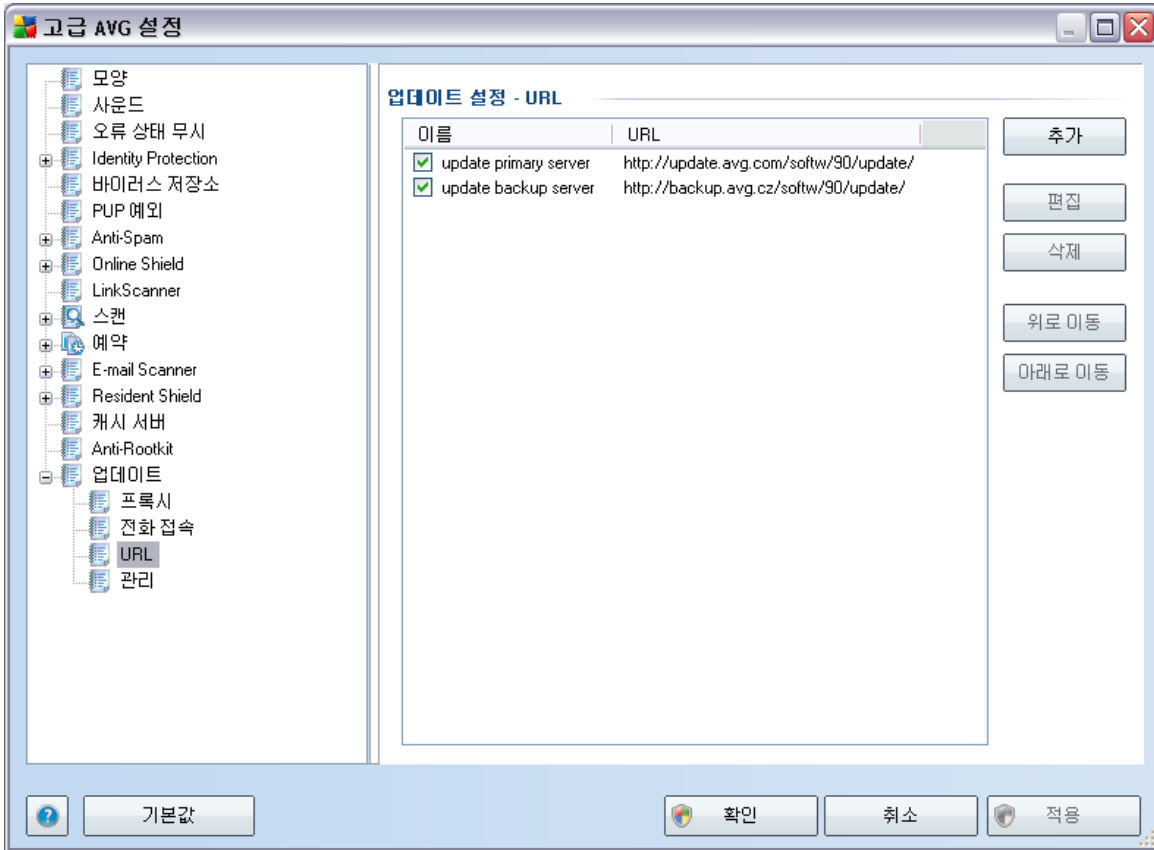 고급 AVG 설정
모양
사운드
오류 상태 무시
Identity Protection
바이러스 저장소
PUP 예외
Anti-Spam
Online Shield
LinkScanner
스캔
예약
E-mail Scanner
Resident Shield
캐시 서버
Anti-Rootkit
업데이트
프록시
전화 접속
URL
관리
업데이트 설정 - URL
이름 URL
update primary server http://update.avg.com/softw/90/update/
update backup server http://backup.avg.cz/softw/90/update/
추가
편집
삭제
위로 이동
아래로 이동
기본값
확인
취소
적용